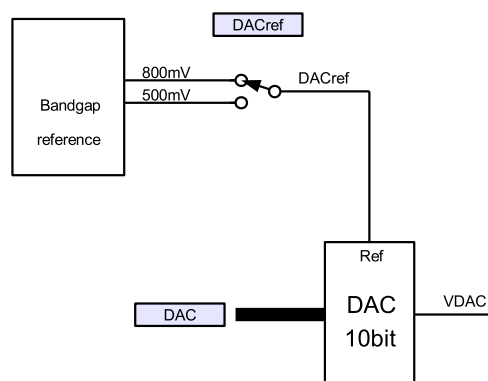 DACref
800mV
DACref
500mV
Bandgap
reference
Ref
DAC
10bit
VDAC
DAC